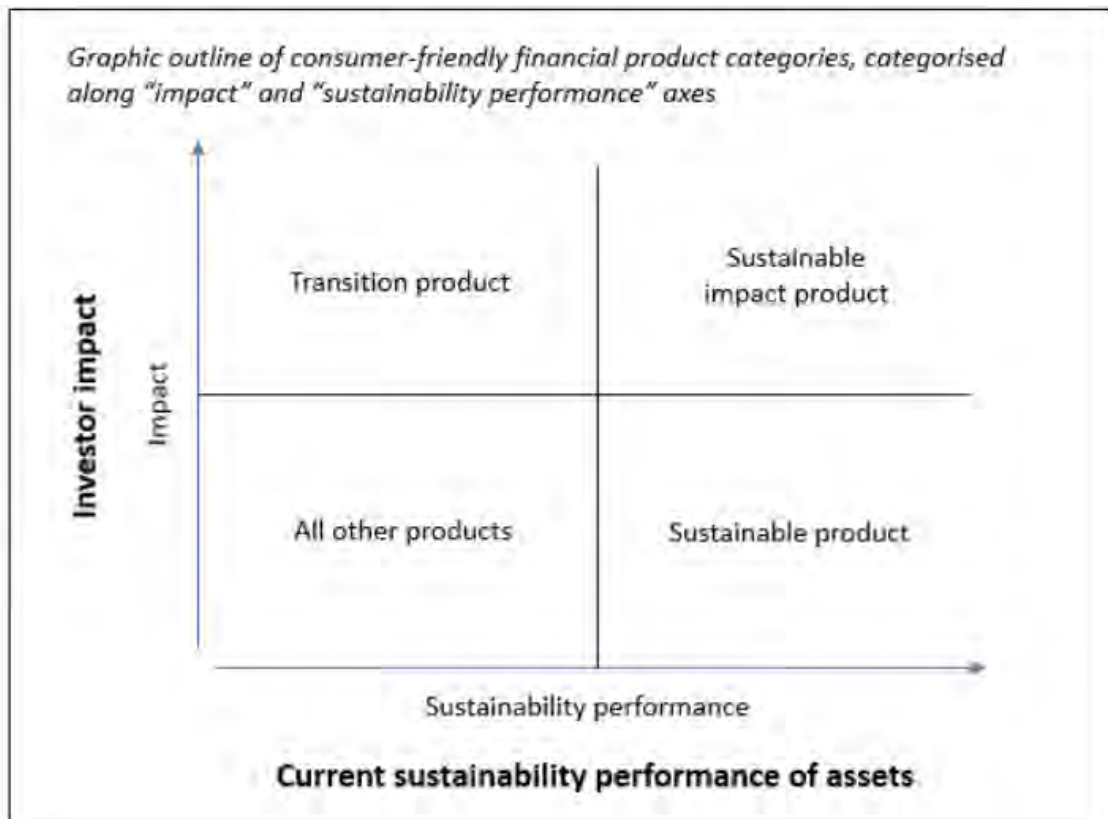 Graphic outline of consumer-friendly financial product categories, categorised
along “impact” and “sustainability performance” axes
Investor impact
Impact
Transition product
Sustainable
impact product
All other products
Sustainable product
Sustainability performance
Current sustainability performance of assets